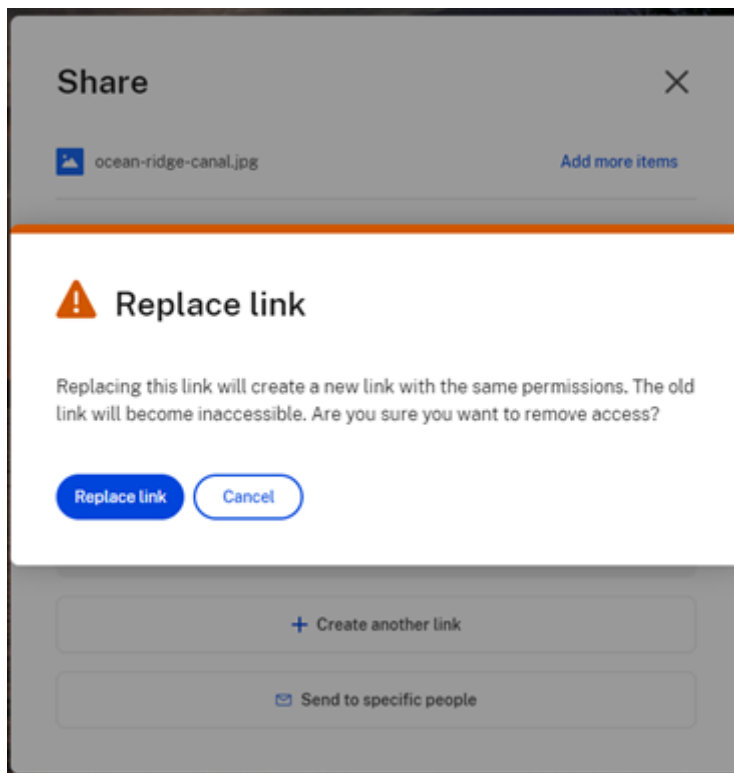 Share
ocean-ridge-canal.jpg
Add more items
Replace link
Replacing this link will create a new link with the same permissions. The old
link will become inaccessible. Are you sure you want to remove access?
Replace link
Cancel
Create another link
Send to specific people